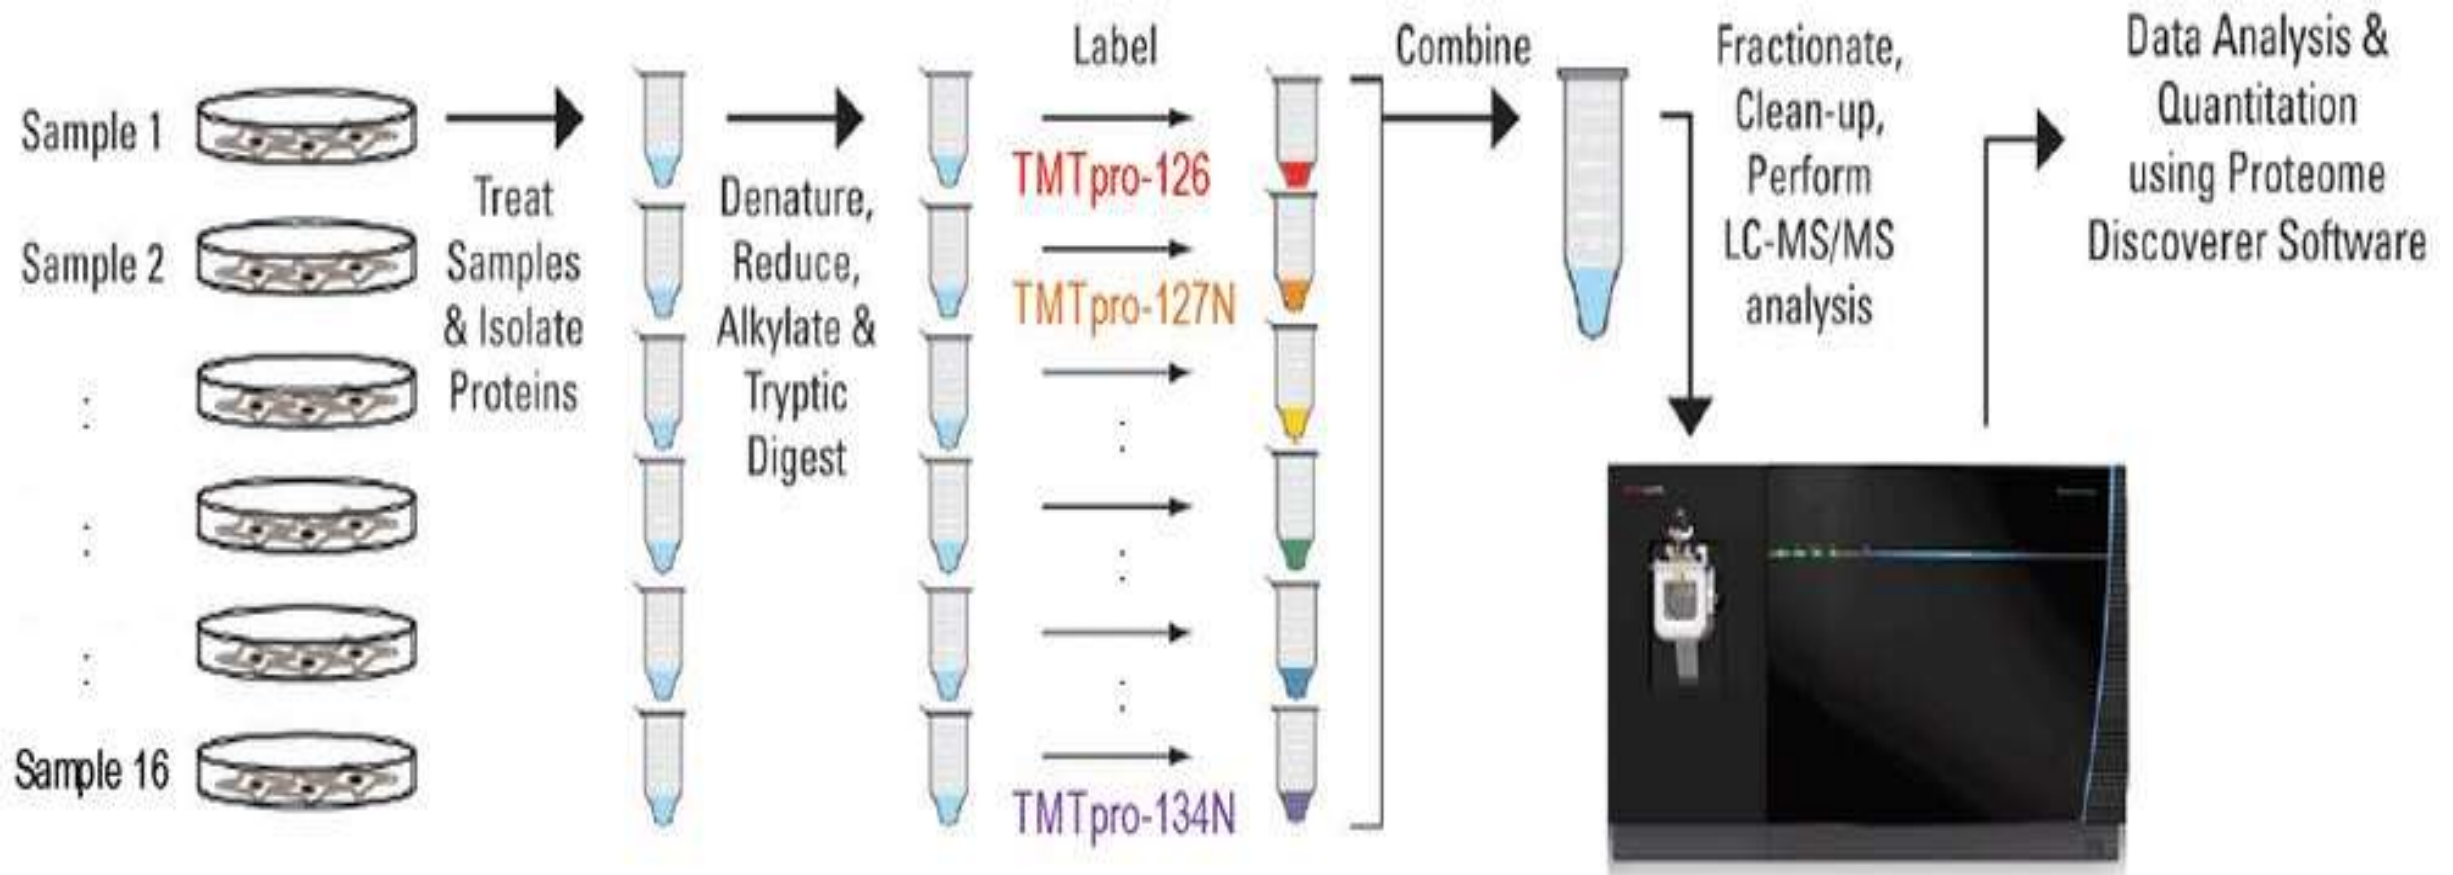 Sample 1
Sample 2
Sample 16
Treat
Samples
& Isolate
Proteins
Denature,
Reduce,
Alkylate &
Tryptic
Digest
Label
TMTpro-126
TMTpro-127N
TMTpro-134N
Combine
Fractionate,
Clean-up,
Perform
LC-MS/MS
analysis
Data Analysis &
Quantitation
using Proteome
Discoverer Software